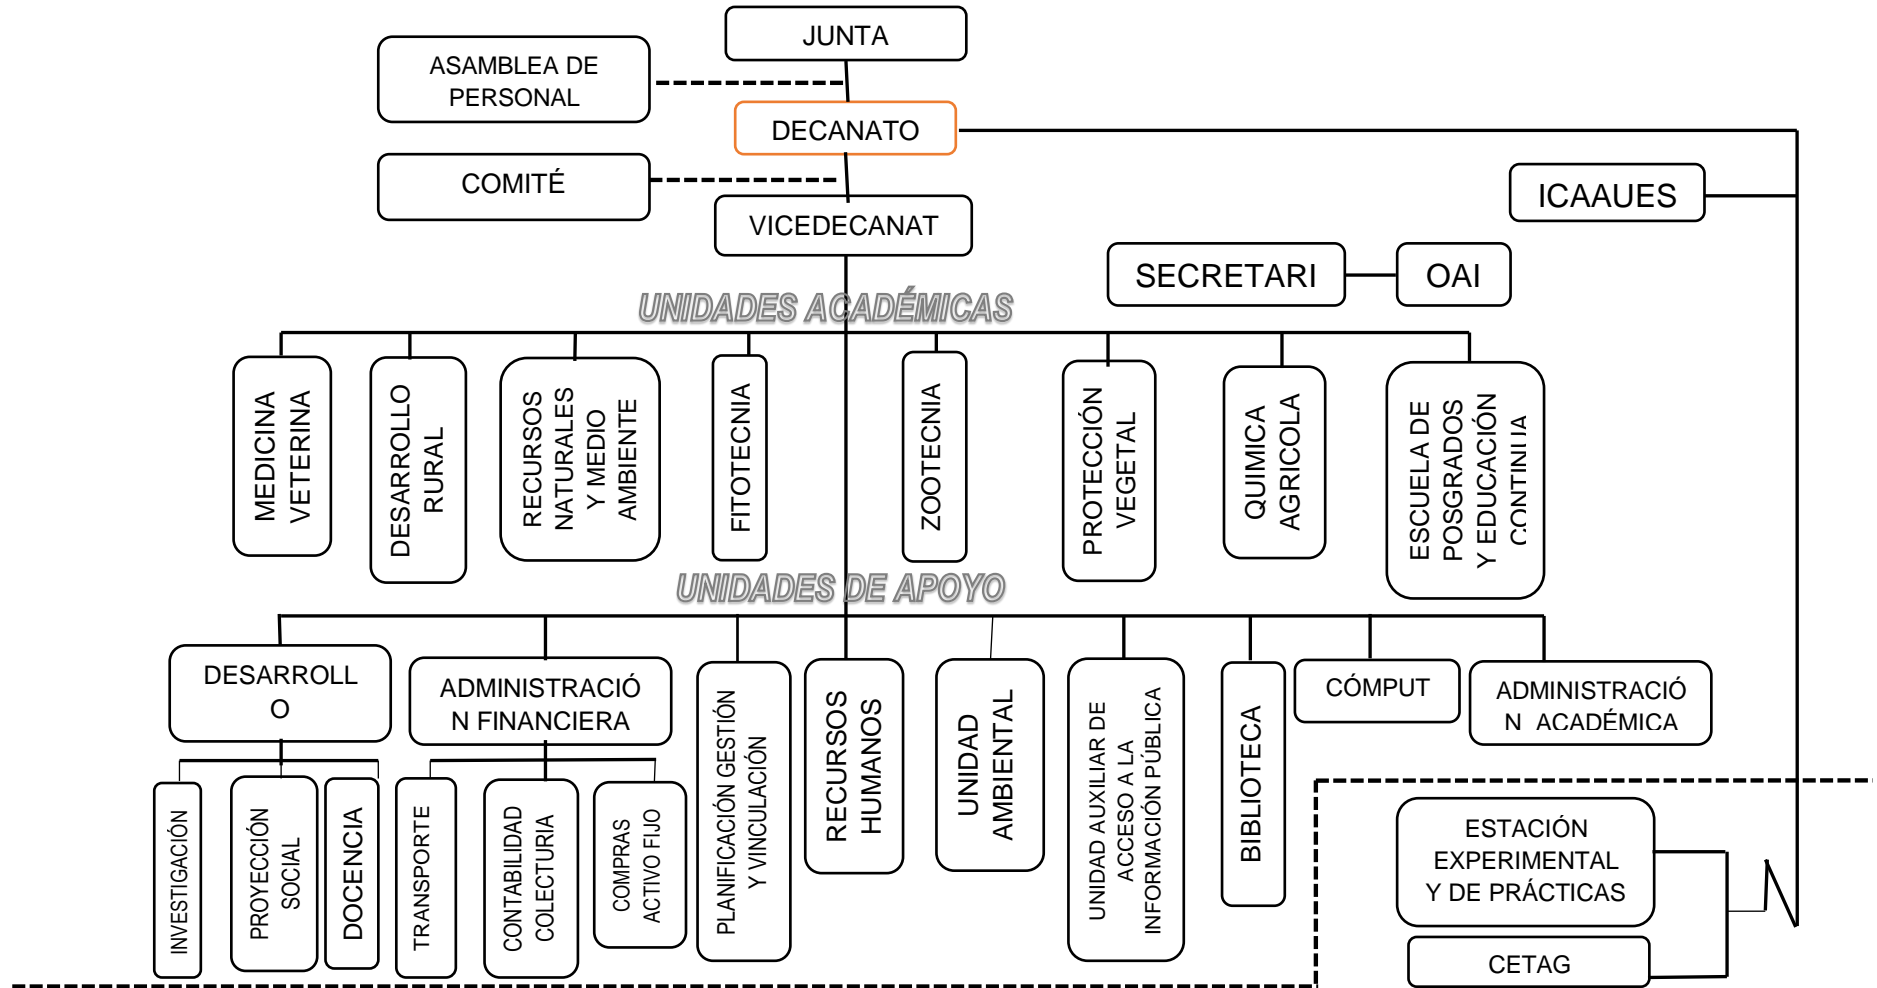 JUNTA
ASAMBLEA DE
PERSONAL
DECANATO
COMITÉ
ICAAUES
VICEDECANAT
SECRETARI
OAI
UNIDADES ACADÉMICAS
MEDICINA
VETERINA
DESARROLLO
RURAL
RECURSOS
NATURALES
Y MEDIO
AMBIENTE
FITOTECNIA
ZOOTECNIA
PROTECCIÓN
VEGETAL
QUIMICA
AGRICOLA
ESCUELA DE
POSGRADOS
Y EDUCACIÓN
CONTINUA
UNIDADES DE APOYO
DESARROLL
O
ADMINISTRACIÓ
N FINANCIERA
PLANIFICACIÓN GESTIÓN
Y VINCULACIÓN
RECURSOS
HUMANOS
UNIDAD
AMBIENTAL
UNIDAD AUXILIAR DE
ACCESO A LA
INFORMACIÓN PÚBLICA
BIBLIOTECA
CÓMPUT
ADMINISTRACIÓ
N ACADÉMICA
INVESTIGACIÓN
PROYECCIÓN
SOCIAL
DOCENCIA
TRANSPORTE
CONTABILIDAD
COLECTURIA
COMPRAS
ACTIVO FIJO
ESTACIÓN
EXPERIMENTAL
Y DE PRÁCTICAS
CETAG